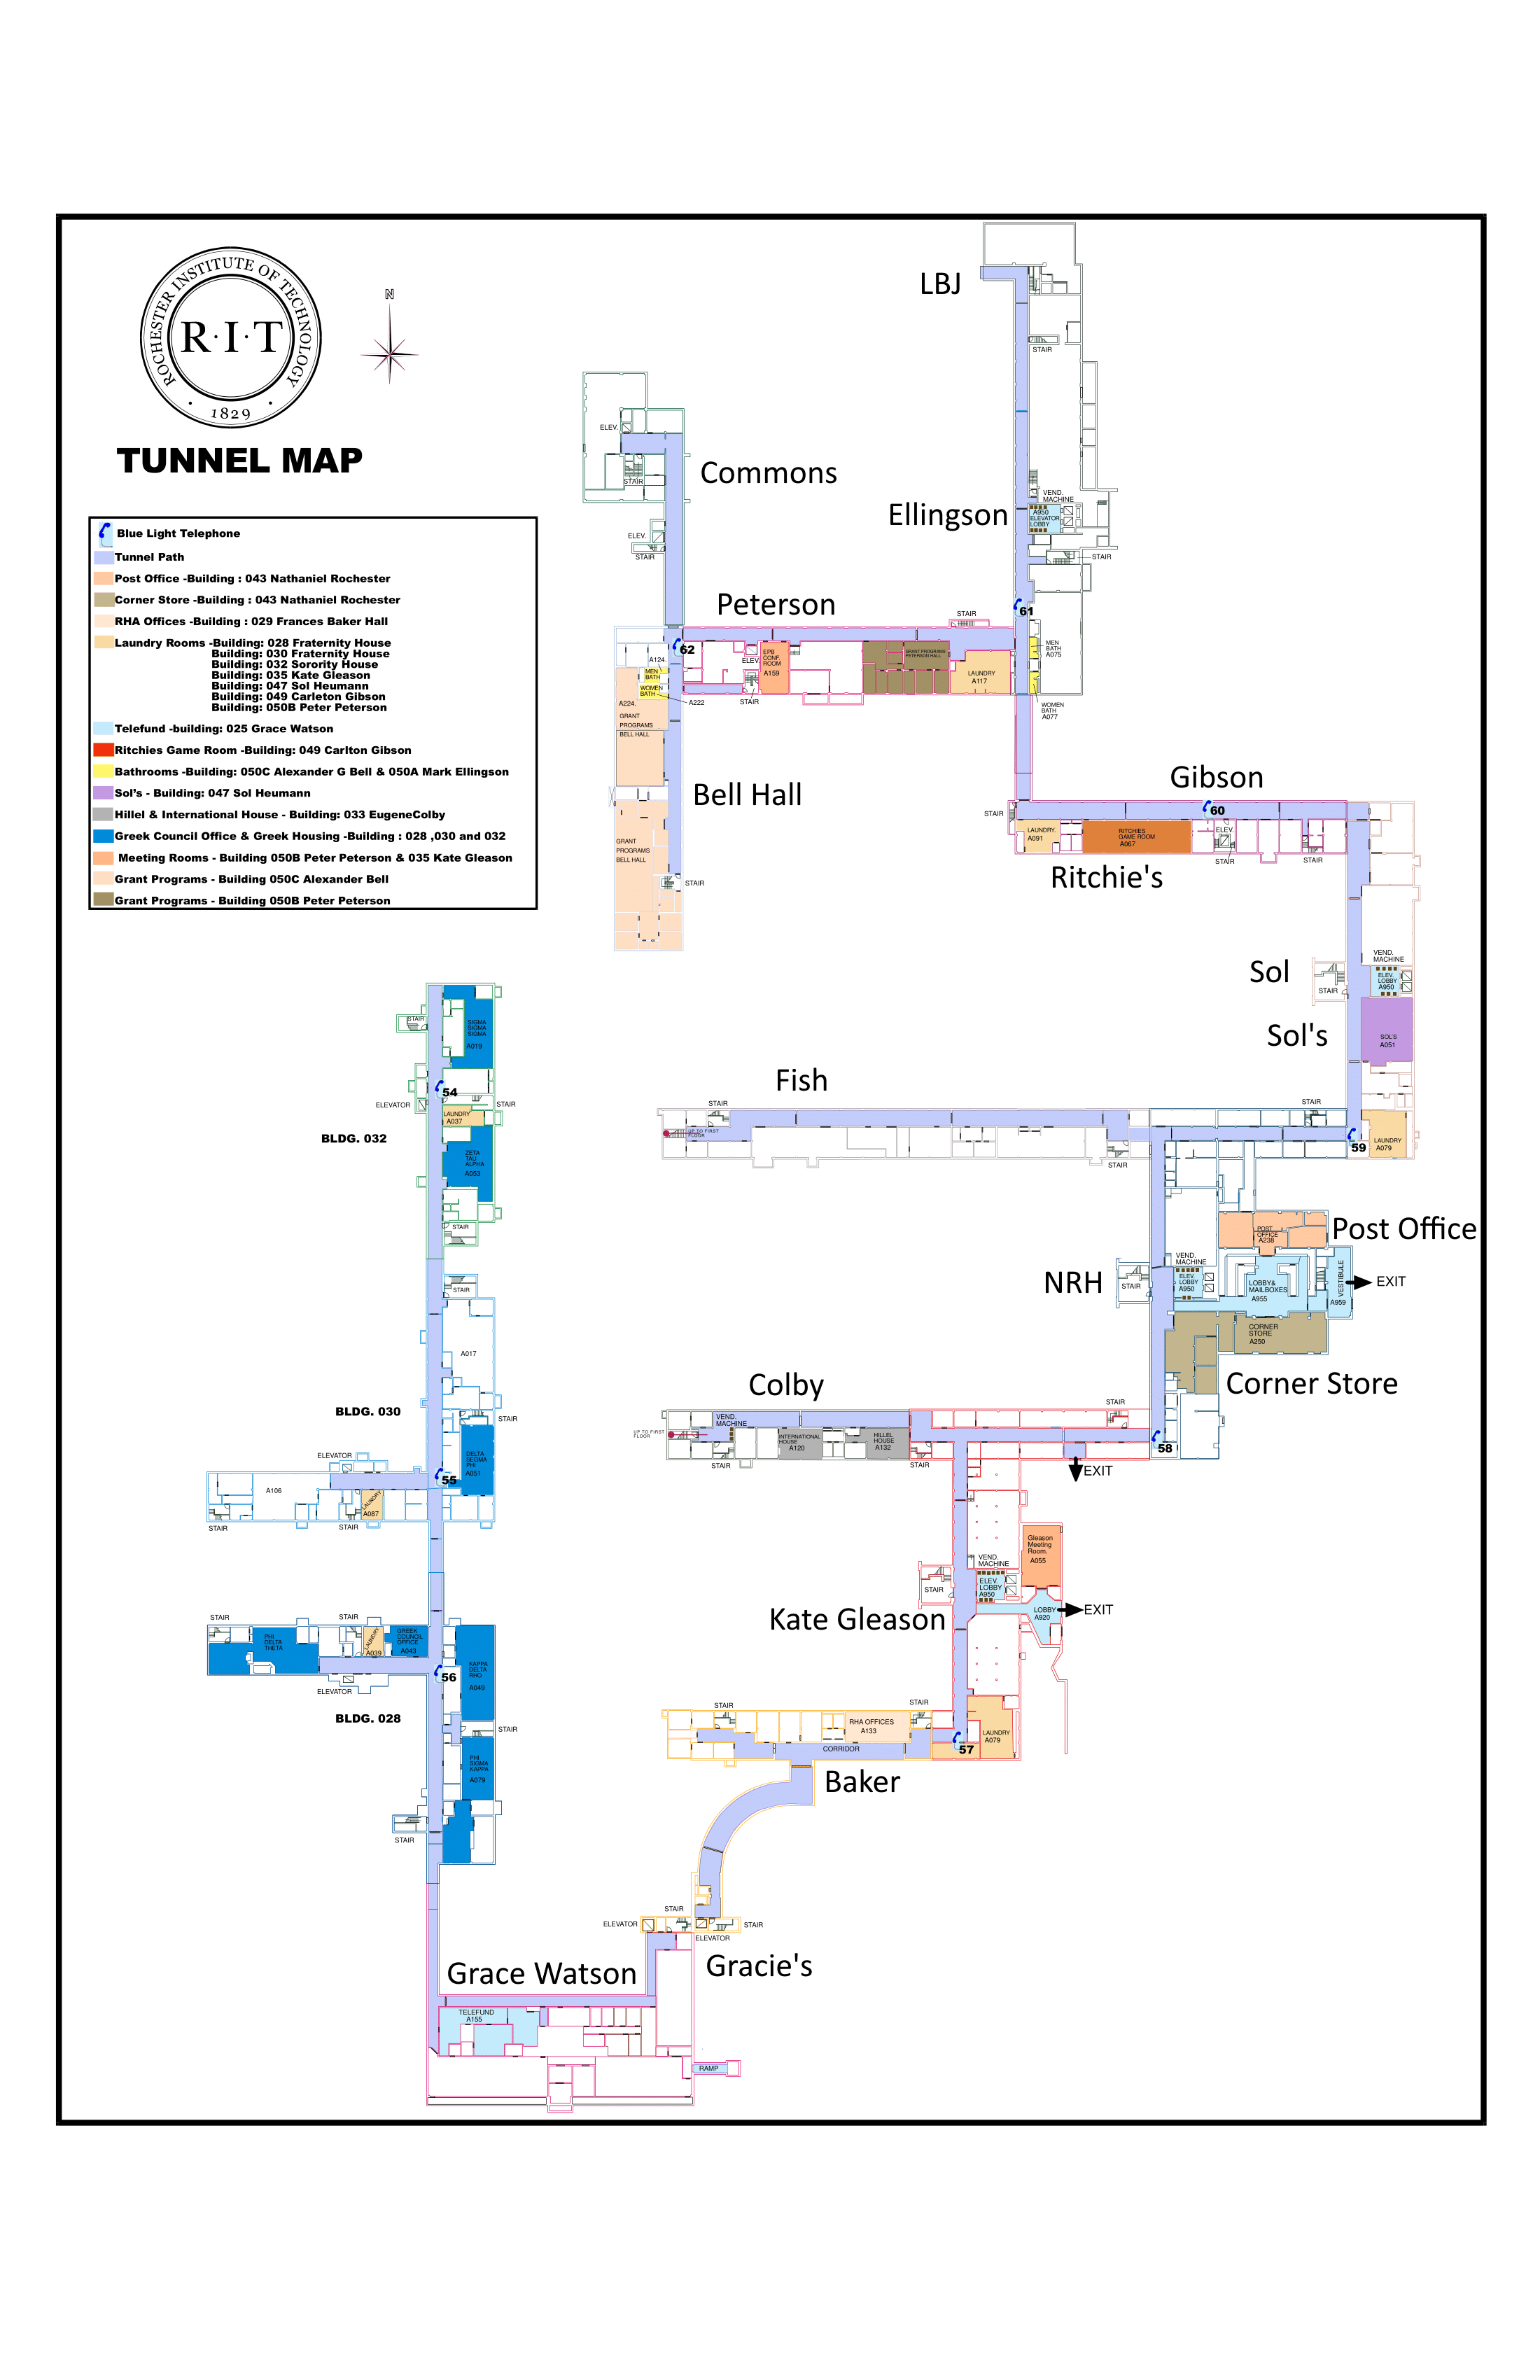 ROCHESTER INSTITUTE OF TECHNOLOGY
R·I·T
· 1829 ·
N
TUNNEL MAP
Blue Light Telephone
Tunnel Path
Post Office -Building : 043 Nathaniel Rochester
Corner Store -Building : 043 Nathaniel Rochester
RHA Offices -Building : 029 Frances Baker Hall
Laundry Rooms -Building: 028 Fraternity House
Building: 030 Fraternity House
Building: 032 Sorority House
Building: 035 Kate Gleason
Building: 047 Sol Heumann
Building: 049 Carleton Gibson
Building: 050B Peter Peterson
Telefund -building: 025 Grace Watson
Ritchies Game Room -Building: 049 Carlton Gibson
Bathrooms -Building: 050C Alexander G Bell & 050A Mark Ellingson
Sol's - Building: 047 Sol Heumann
Hillel & International House - Building: 033 EugeneColby
Greek Council Office & Greek Housing -Building : 028 ,030 and 032
Meeting Rooms - Building 050B Peter Peterson & 035 Kate Gleason
Grant Programs - Building 050C Alexander Bell
Grant Programs - Building 050B Peter Peterson
LBJ
STAIR
VEND.
MACHINE
A950
ELEVATOR
LOBBY
STAIR
Ellingson
61
MEN
BATH
A075
WOMEN
BATH
A077
ELEV.
STAIR
Commons
ELEV.
STAIR
Peterson
STAIR
62
ELEV.
EPB
CONF.
ROOM
A159
GRANT PROGRAMS
PETERSON HALL
LAUNDRY
A117
STAIR
A124.
MEN
BATH
WOMEN
BATH
A222
A224.
GRANT
PROGRAMS
BELL HALL
Bell Hall
GRANT
PROGRAMS
BELL HALL
STAIR
Gibson
60
STAIR
LAUNDRY.
A091
RITCHIES
GAME ROOM
A067
ELEV.
STAIR
STAIR
Ritchie's
VEND.
MACHINE
Sol
STAIR
ELEV.
LOBBY
A950
Sol's
SOL'S
A051
STAIR
59
LAUNDRY
A079
Fish
STAIR
UP TO FIRST
FLOOR
STAIR
Post Office
POST
OFFICE
A238
NRH
STAIR
VEND.
MACHINE
ELEV.
LOBBY
A950
LOBBY&
MAILBOXES
A955
VESTIBULE
A959
EXIT
CORNER
STORE
A250
Corner Store
STAIR
58
EXIT
Colby
VEND.
MACHINE
UP TO FIRST
FLOOR
INTERNATIONAL
HOUSE
A120
HILLEL
HOUSE
A132
STAIR
STAIR
Gleason
Meeting
Room.
A055
VEND.
MACHINE
ELEV.
LOBBY
A950
STAIR
LOBBY
A920
EXIT
Kate Gleason
STAIR
STAIR
RHA OFFICES
A133
CORRIDOR
57
LAUNDRY
A079
Baker
STAIR
ELEVATOR
STAIR
ELEVATOR
Gracie's
Grace Watson
TELEFUND
A155
RAMP
STAIR
SIGMA
SIGMA
SIGMA
A019
54
ELEVATOR
LAUNDRY
A037
STAIR
BLDG. 032
ZETA
TAU
ALPHA
A053
STAIR
STAIR
A017
BLDG. 030
STAIR
DELTA
SEGMA
PHI
A051
ELEVATOR
55
A106
LAUNDRY
A087
STAIR
STAIR
STAIR
STAIR
PHI
DELTA
THETA
LAUNDRY
A039
GREEK
COUNCIL
OFFICE
A043
KAPPA
DELTA
RHO
A049
56
ELEVATOR
BLDG. 028
STAIR
PHI
SIGMA
KAPPA
A079
STAIR